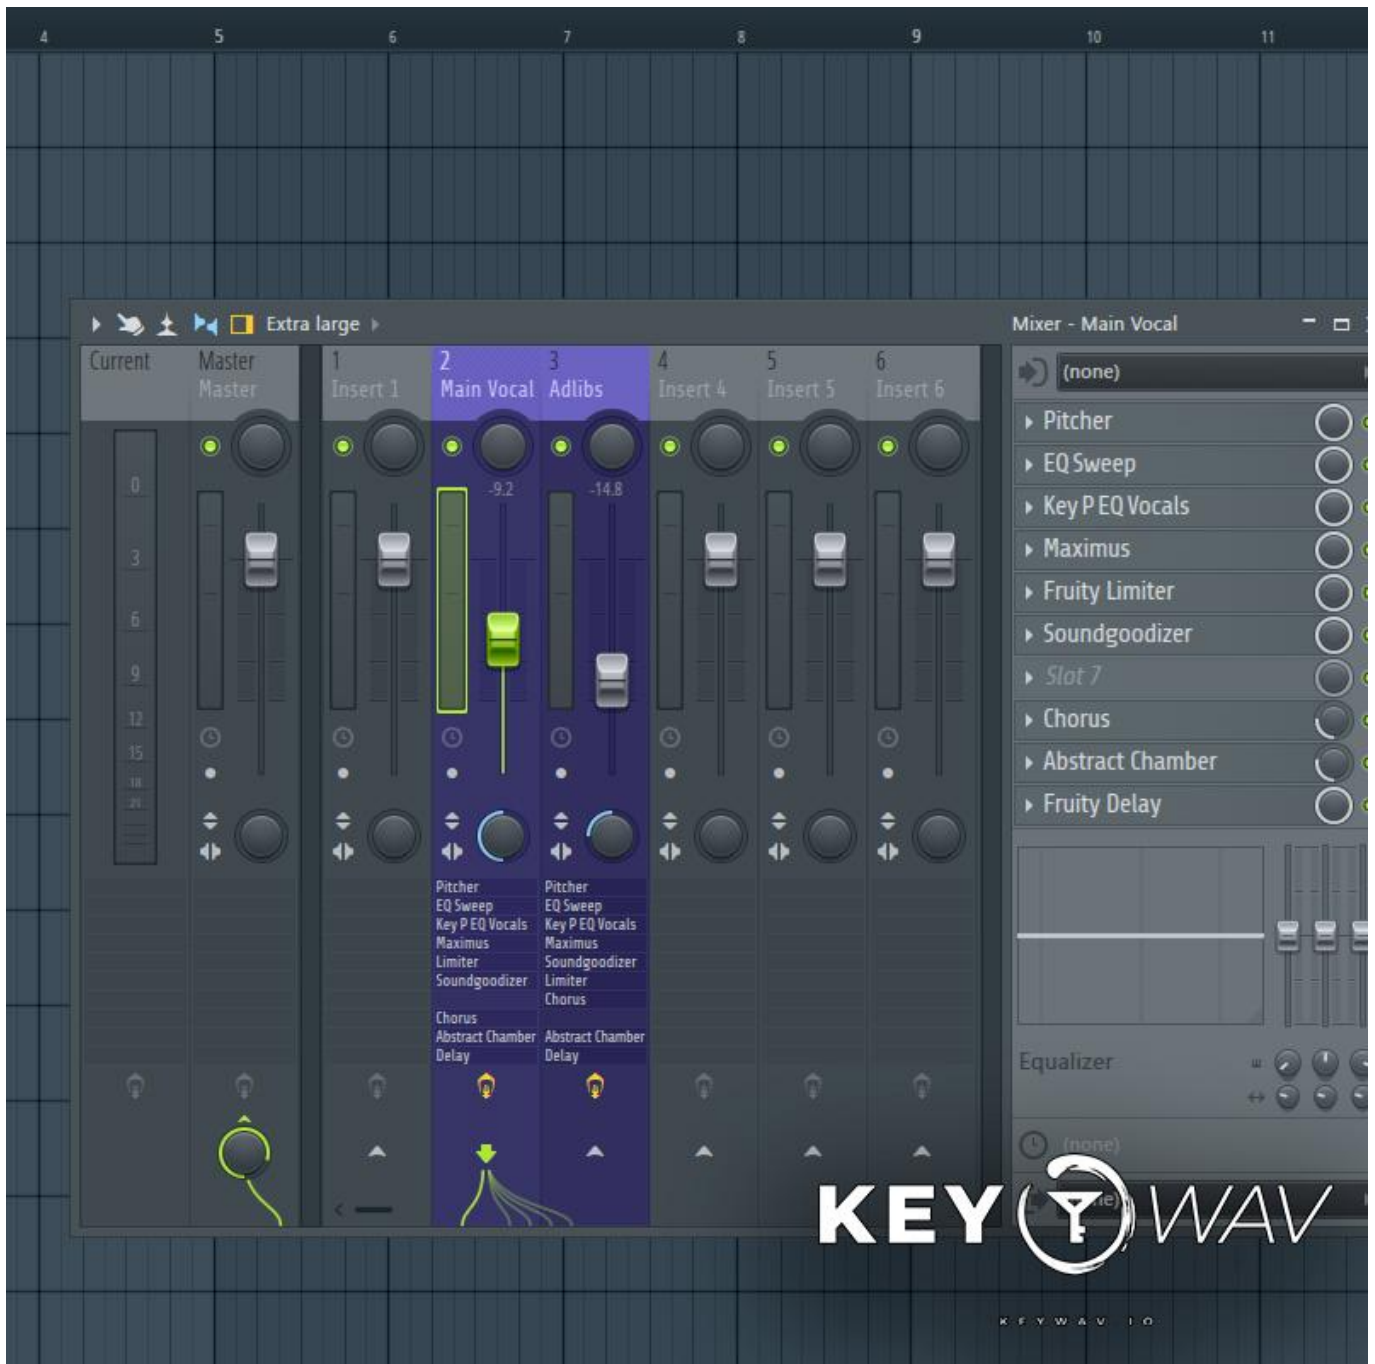 4 5 6 7 8 9 10 11
Extra large
Mixer - Main Vocal
Current Master 1 2 3 4 5 6
Master Insert 1 Main Vocal Adlibs Insert 4 Insert 5 Insert 6
(none)
Pitcher
EQ Sweep
Key P EQ Vocals
Maximus
Fruity Limiter
Soundgoodizer
Slot 7
Chorus
Abstract Chamber
Fruity Delay
-9.2 -14.8
0
3
6
9
12
15
18
21
Pitcher
EQ Sweep
Key P EQ Vocals
Maximus
Limiter
Soundgoodizer
Chorus
Abstract Chamber
Delay
Pitcher
EQ Sweep
Key P EQ Vocals
Maximus
Soundgoodizer
Limiter
Chorus
Abstract Chamber
Delay
Equalizer
(none)
KEY WAV
KEYWAV.IO